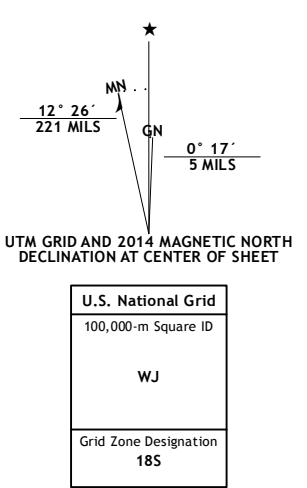 ★
MN
12° 26´
221 MILS
GN
0° 17´
5 MILS
UTM GRID AND 2014 MAGNETIC NORTH
DECLINATION AT CENTER OF SHEET
U.S. National Grid
100,000-m Square ID
WJ
Grid Zone Designation
18S